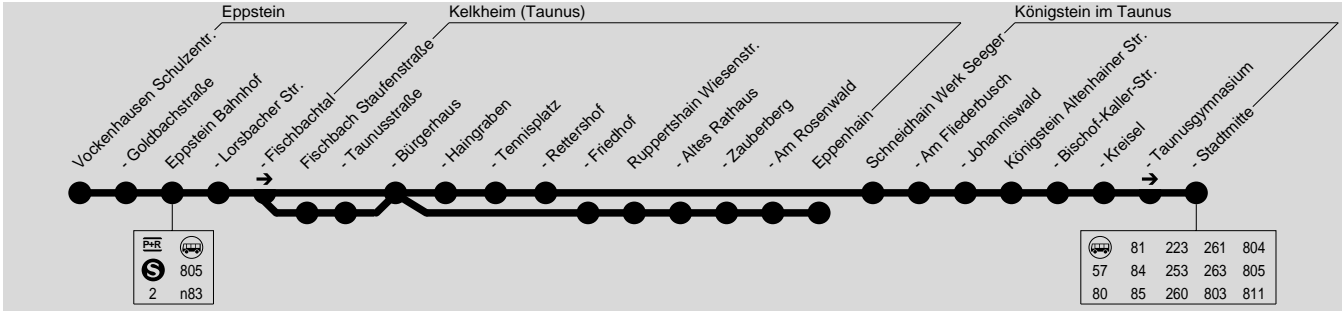 Eppstein
Kelkheim (Taunus)
Königstein im Taunus
Vockenhausen Schulzentr.
- Goldbachstraße
Eppstein Bahnhof
- Lorsbacher Str.
- Fischbachtal
Fischbach Staufenstraße
- Taunusstraße
- Bürgerhaus
- Haingraben
- Tennisplatz
- Rettershof
- Friedhof
Ruppertshain Wiesenstr.
- Altes Rathaus
- Zauberberg
- Am Rosenwald
Eppenhain
Schneidhain Werk Seeger
- Am Fliederbusch
- Johanniswald
Königstein Altenhainer Str.
- Bischof-Kaller-Str.
- Kreisel
- Taunusgymnasium
- Stadtmitte
P+R
S 805
2 n83
81 223 261 804
57 84 253 263 805
80 85 260 803 811